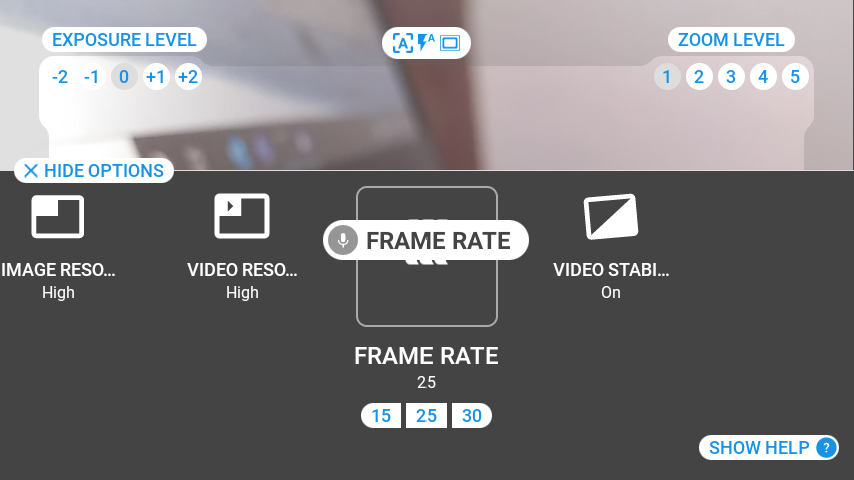 EXPOSURE LEVEL
A A
ZOOM LEVEL
-2 -1 0 +1 +2
1 2 3 4 5
HIDE OPTIONS
FRAME RATE
IMAGE RESO...
High
VIDEO RESO...
High
VIDEO STABI...
On
FRAME RATE
25
15 25 30
SHOW HELP ?